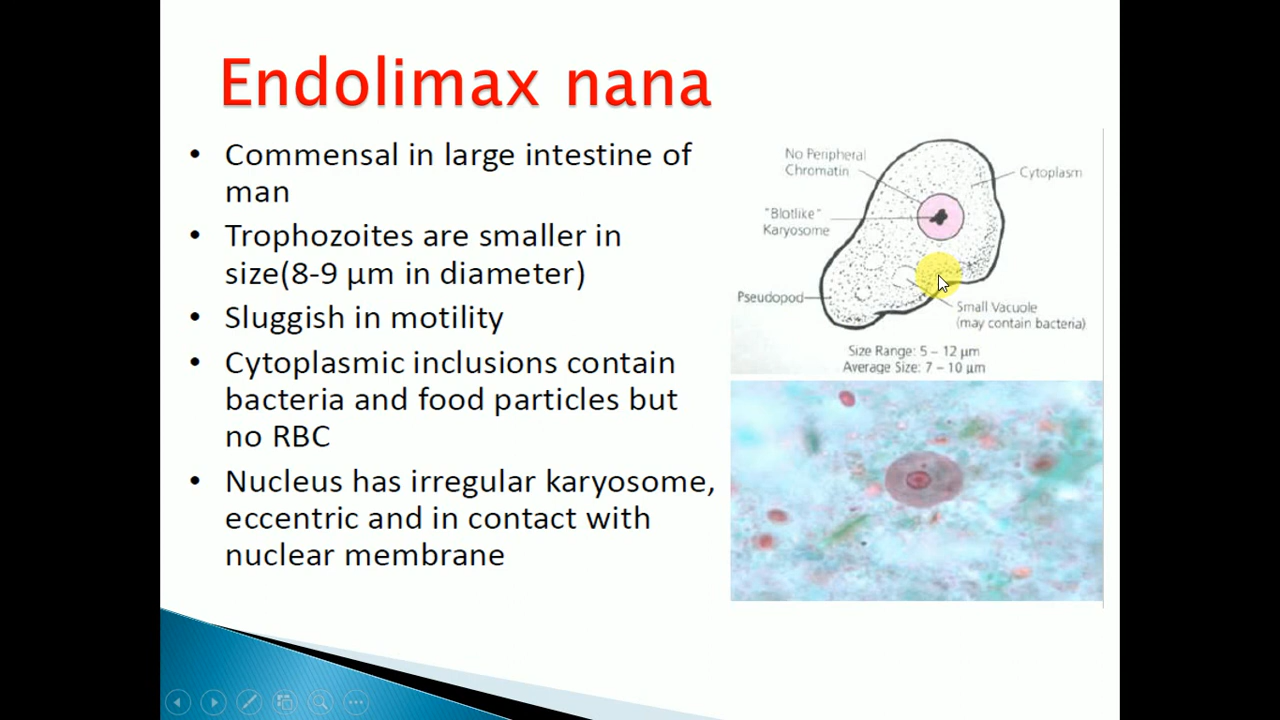 Endolimax nana
• Commensal in large intestine of
man
• Trophozoites are smaller in
size(8-9 µm in diameter)
• Sluggish in motility
• Cytoplasmic inclusions contain
bacteria and food particles but
no RBC
• Nucleus has irregular karyosome,
eccentric and in contact with
nuclear membrane
No Peripheral
Chromatin
Cytoplasm
"Blotlike"
Karyosome
Pseudopod
Small Vacuole
(may contain bacteria)
Size Range: 5 – 12 µm
Average Size: 7 – 10 µm